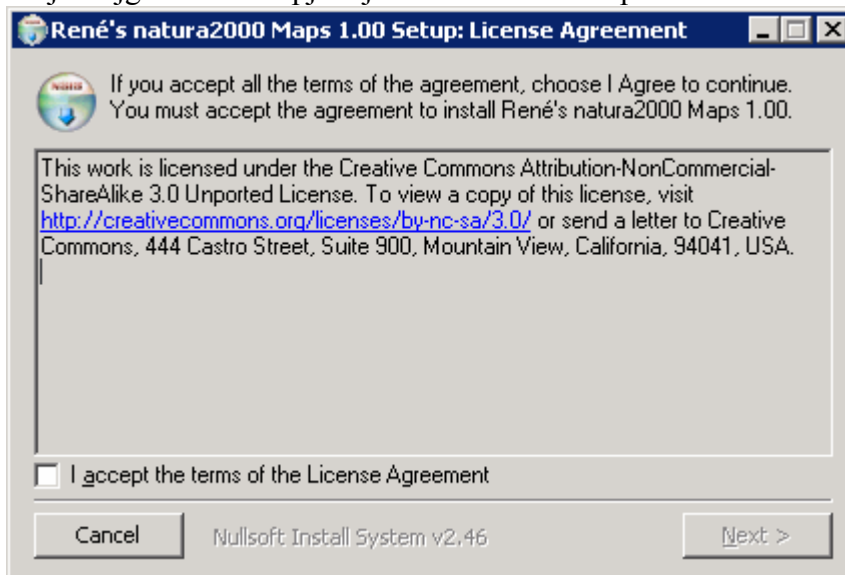 René's natura2000 Maps 1.00 Setup: License Agreement
If you accept all the terms of the agreement, choose I Agree to continue.
You must accept the agreement to install René's natura2000 Maps 1.00.
This work is licensed under the Creative Commons Attribution-NonCommercial-
ShareAlike 3.0 Unported License. To view a copy of this license, visit
http://creativecommons.org/licenses/by-nc-sa/3.0/ or send a letter to Creative
Commons, 444 Castro Street, Suite 900, Mountain View, California, 94041, USA.
I accept the terms of the License Agreement
Cancel
Nullsoft Install System v2.46
Next >